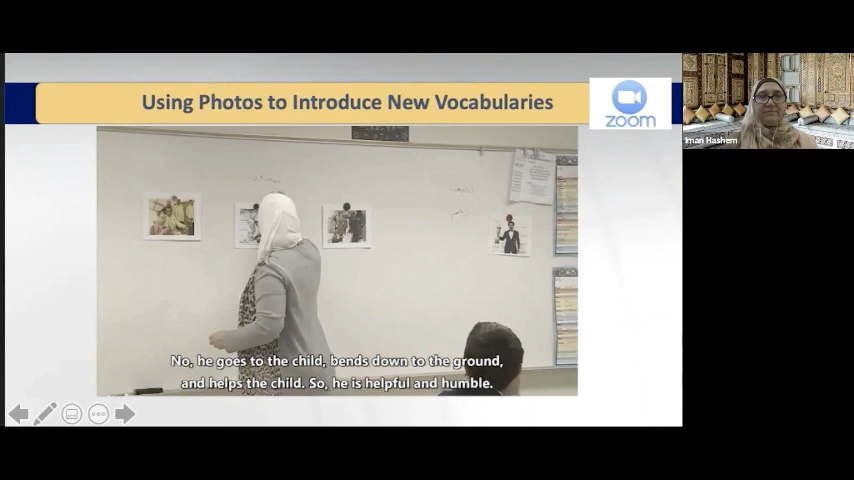 Using Photos to Introduce New Vocabularies
zoom
Iman Hashem
No, he goes to the child, bends down to the ground,
and helps the child. So, he is helpful and humble.